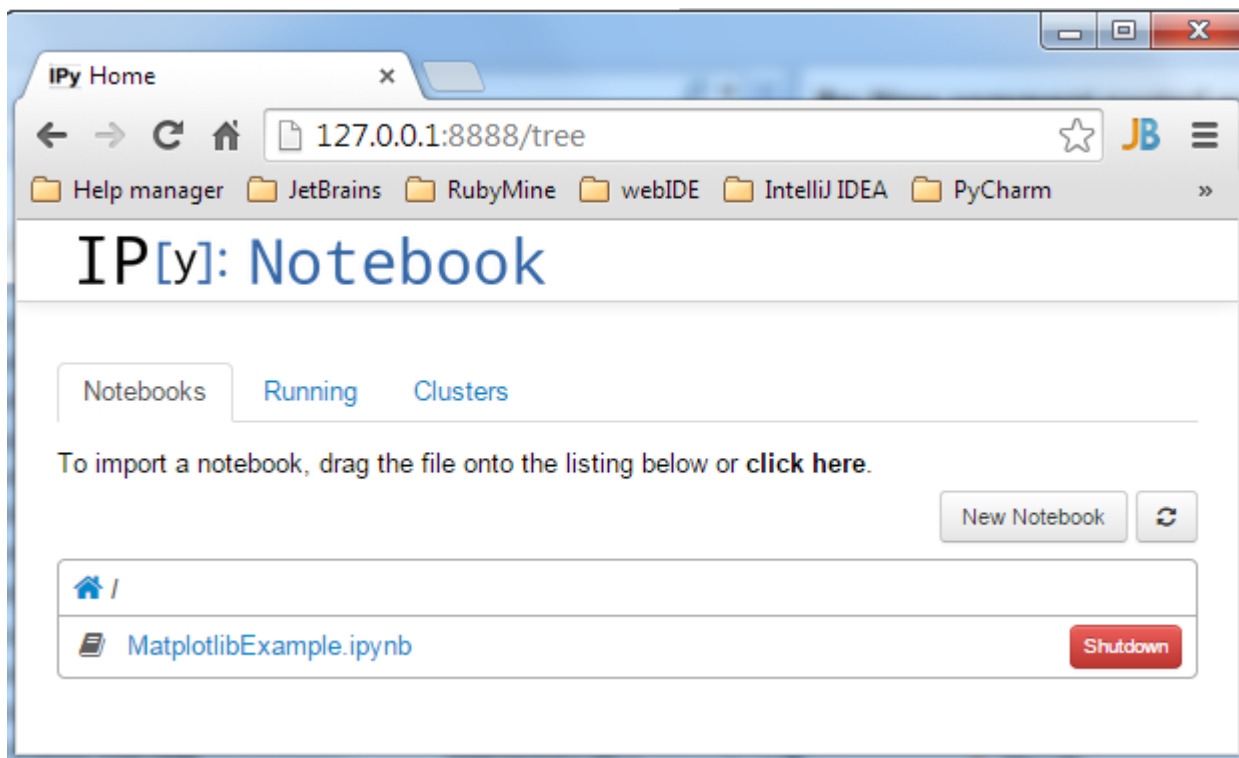 IPy Home
127.0.0.1:8888/tree
JB
Help manager JetBrains RubyMine webIDE IntelliJ IDEA PyCharm »
IP[y]: Notebook
Notebooks Running Clusters
To import a notebook, drag the file onto the listing below or click here.
New Notebook
/
MatplotlibExample.ipynb Shutdown